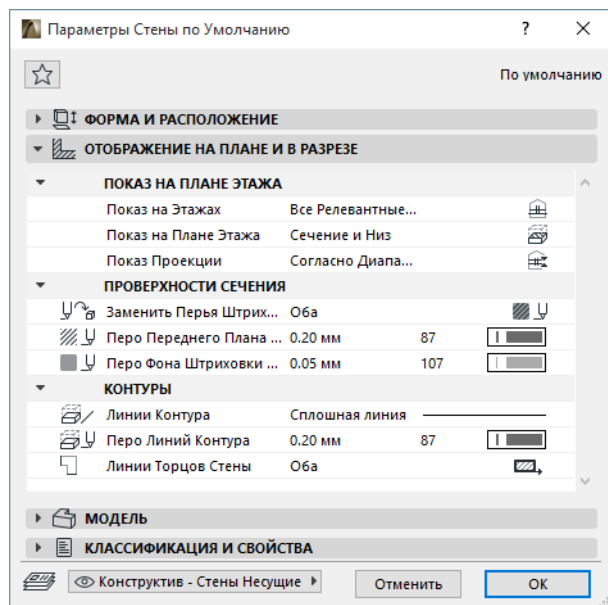 Параметры Стены по Умолчанию ?
По умолчанию
ФОРМА И РАСПОЛОЖЕНИЕ
ОТОБРАЖЕНИЕ НА ПЛАНЕ И В РАЗРЕЗЕ
ПОКАЗ НА ПЛАНЕ ЭТАЖА
Показ на Этажах Все Релевантные...
Показ на Плане Этажа Сечение и Низ
Показ Проекции Согласно Диапа...
ПРОВЕРХНОСТИ СЕЧЕНИЯ
Заменить Перья Штрих... Оба
Перо Переднего Плана ... 0.20 мм 87
Перо Фона Штриховки ... 0.05 мм 107
КОНТУРЫ
Линии Контура Сплошная линия
Перо Линий Контура 0.20 мм 87
Линии Торцов Стены Оба
МОДЕЛЬ
КЛАССИФИКАЦИЯ И СВОЙСТВА
Конструктив - Стены Несущие Отменить ОК